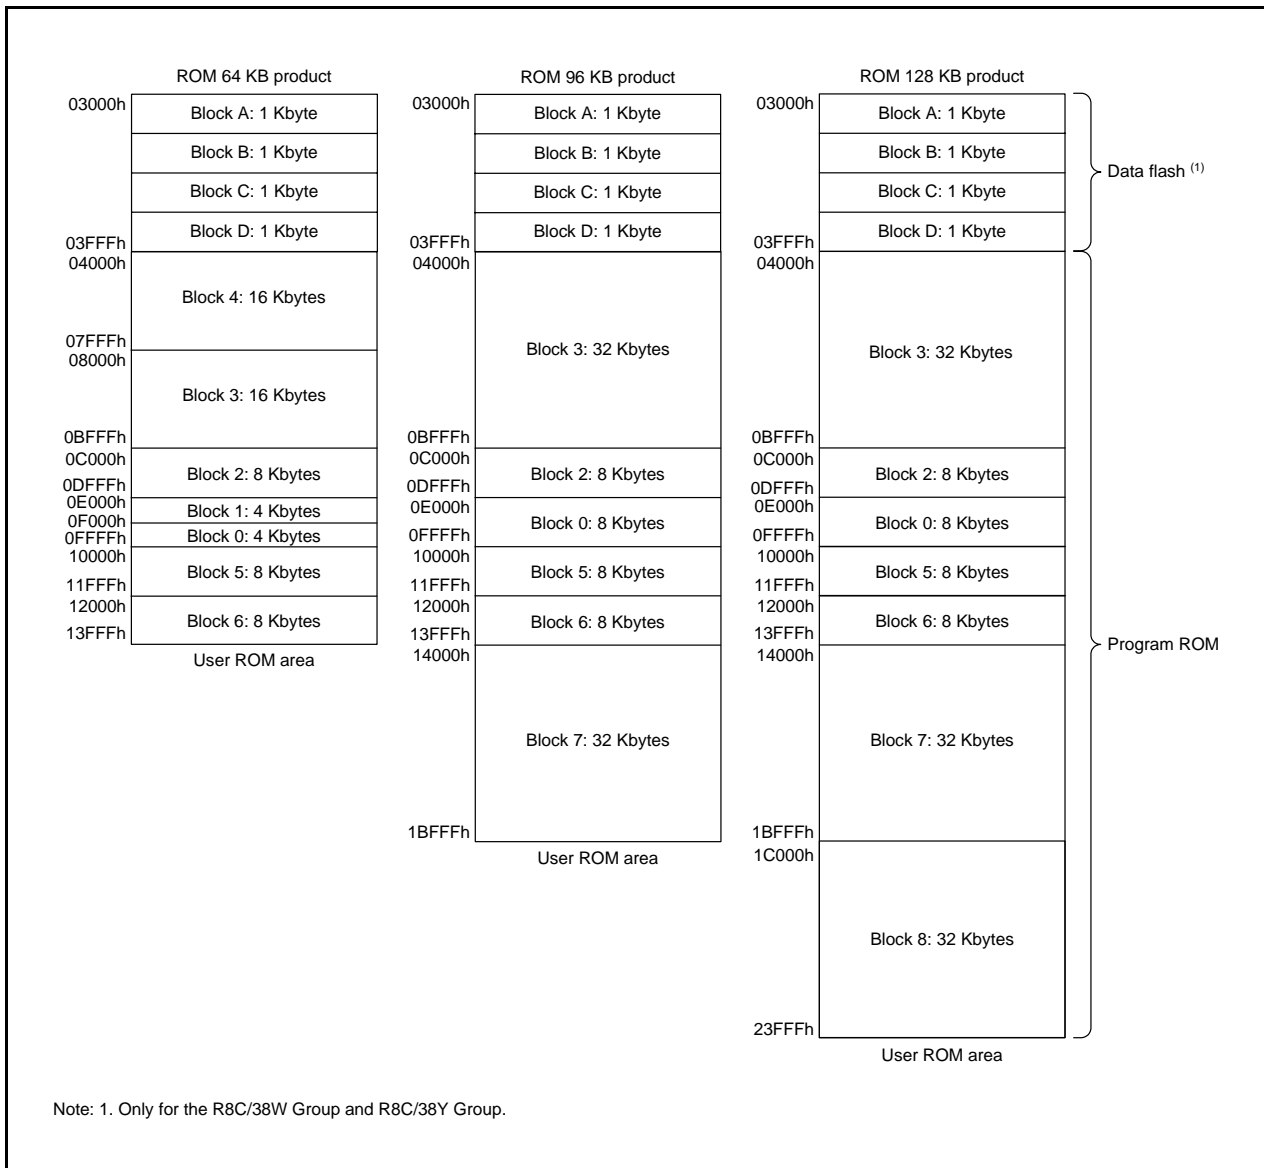 ROM 64 KB product
03000h
Block A: 1 Kbyte
Block B: 1 Kbyte
Block C: 1 Kbyte
Block D: 1 Kbyte
03FFFh
04000h
Block 4: 16 Kbytes
07FFFh
08000h
Block 3: 16 Kbytes
0BFFFh
0C000h
Block 2: 8 Kbytes
0DFFFh
0E000h
Block 1: 4 Kbytes
0F000h
Block 0: 4 Kbytes
0FFFFh
10000h
Block 5: 8 Kbytes
11FFFh
12000h
Block 6: 8 Kbytes
13FFFh
User ROM area
ROM 96 KB product
03000h
Block A: 1 Kbyte
Block B: 1 Kbyte
Block C: 1 Kbyte
Block D: 1 Kbyte
03FFFh
04000h
Block 3: 32 Kbytes
0BFFFh
0C000h
Block 2: 8 Kbytes
0DFFFh
0E000h
Block 0: 8 Kbytes
0FFFFh
10000h
Block 5: 8 Kbytes
11FFFh
12000h
Block 6: 8 Kbytes
13FFFh
14000h
Block 7: 32 Kbytes
1BFFFh
User ROM area
ROM 128 KB product
03000h
Block A: 1 Kbyte
Block B: 1 Kbyte
Block C: 1 Kbyte
Block D: 1 Kbyte
03FFFh
04000h
Block 3: 32 Kbytes
0BFFFh
0C000h
Block 2: 8 Kbytes
0DFFFh
0E000h
Block 0: 8 Kbytes
0FFFFh
10000h
Block 5: 8 Kbytes
11FFFh
12000h
Block 6: 8 Kbytes
13FFFh
14000h
Block 7: 32 Kbytes
1BFFFh
1C000h
Block 8: 32 Kbytes
23FFFh
User ROM area
Data flash (1)
Program ROM
Note: 1. Only for the R8C/38W Group and R8C/38Y Group.